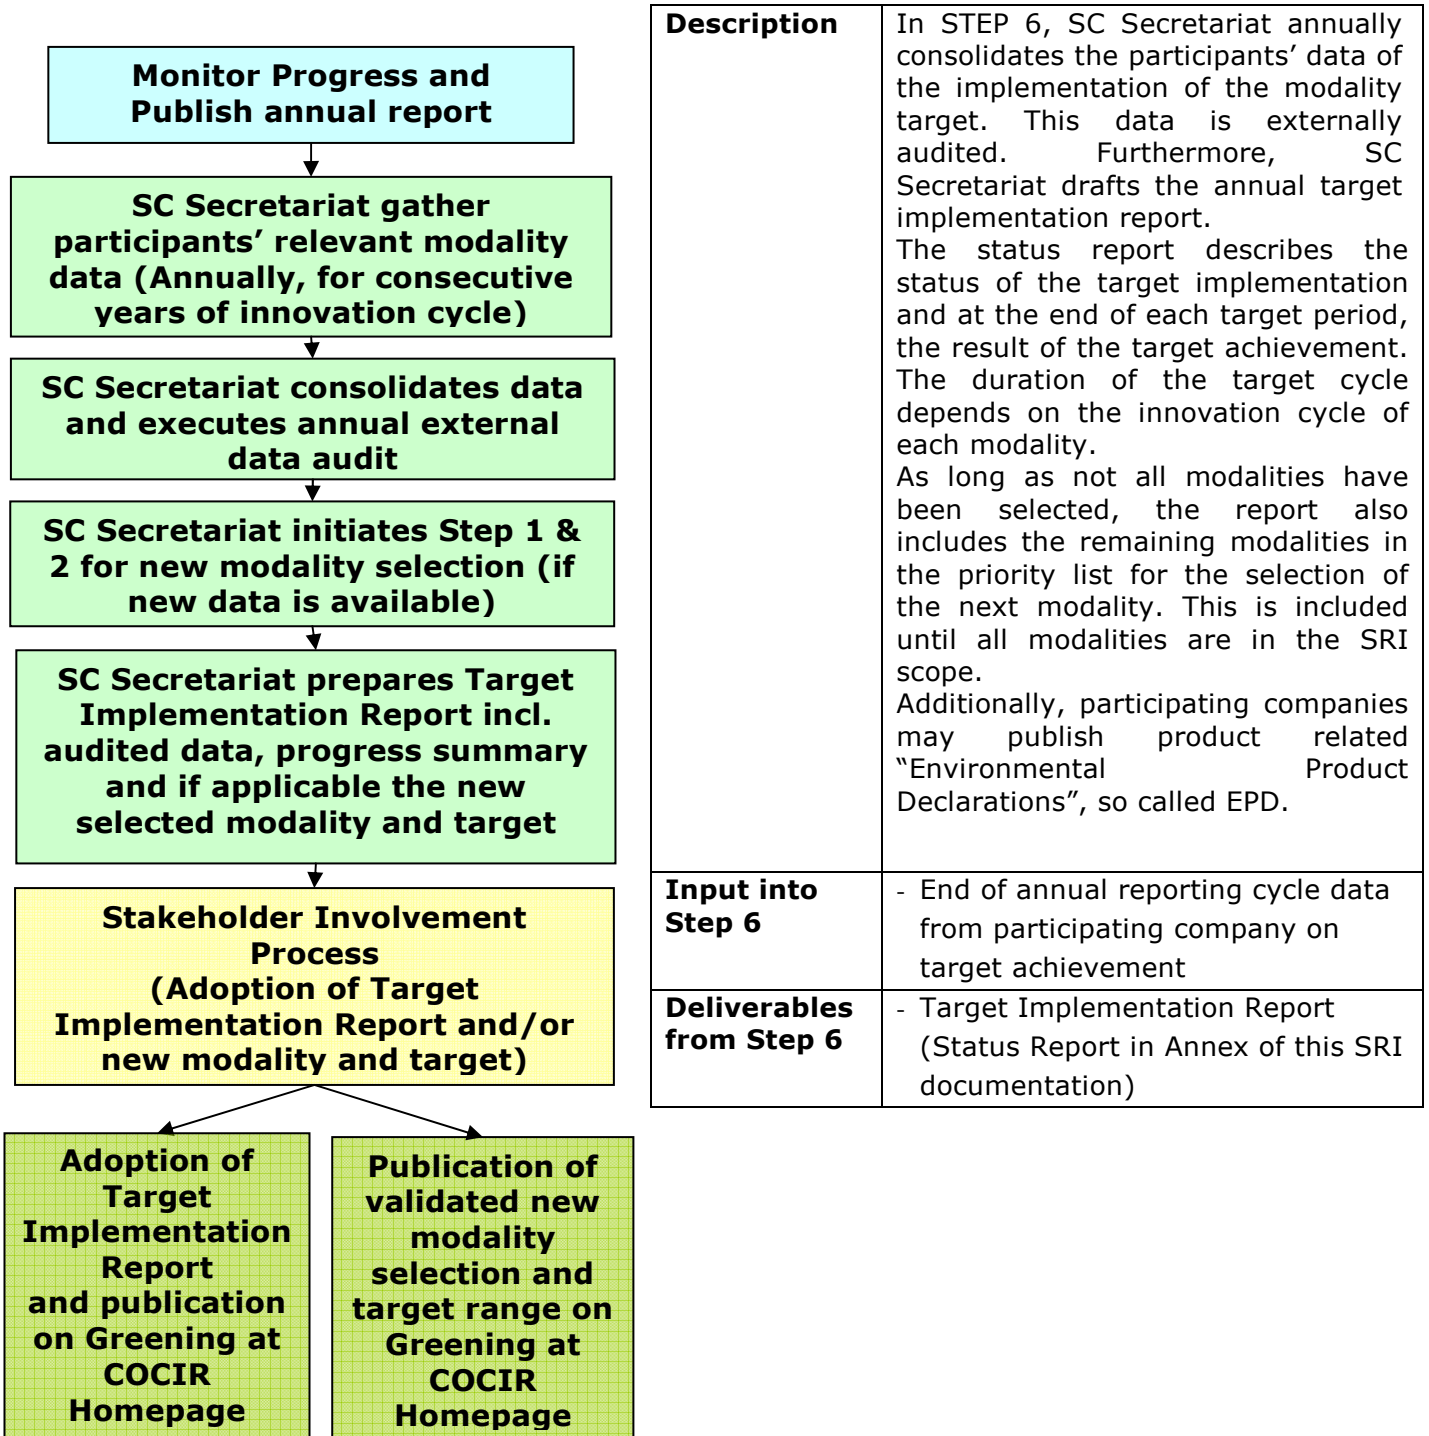 Monitor Progress and
Publish annual report
SC Secretariat gather
participants’ relevant modality
data (Annually, for consecutive
years of innovation cycle)
SC Secretariat consolidates data
and executes annual external
data audit
SC Secretariat initiates Step 1 &
2 for new modality selection (if
new data is available)
SC Secretariat prepares Target
Implementation Report incl.
audited data, progress summary
and if applicable the new
selected modality and target
Stakeholder Involvement
Process
(Adoption of Target
Implementation Report and/or
new modality and target)
Adoption of
Target
Implementation
Report
and publication
on Greening at
COCIR
Homepage
Publication of
validated new
modality
selection and
target range on
Greening at
COCIR
Homepage
Description
In STEP 6, SC Secretariat annually
consolidates the participants’ data of
the implementation of the modality
target. This data is externally
audited. Furthermore, SC
Secretariat drafts the annual target
implementation report.
The status report describes the
status of the target implementation
and at the end of each target period,
the result of the target achievement.
The duration of the target cycle
depends on the innovation cycle of
each modality.
As long as not all modalities have
been selected, the report also
includes the remaining modalities in
the priority list for the selection of
the next modality. This is included
until all modalities are in the SRI
scope.
Additionally, participating companies
may publish product related
“Environmental Product
Declarations”, so called EPD.
Input into
Step 6
- End of annual reporting cycle data
from participating company on
target achievement
Deliverables
from Step 6
- Target Implementation Report
(Status Report in Annex of this SRI
documentation)